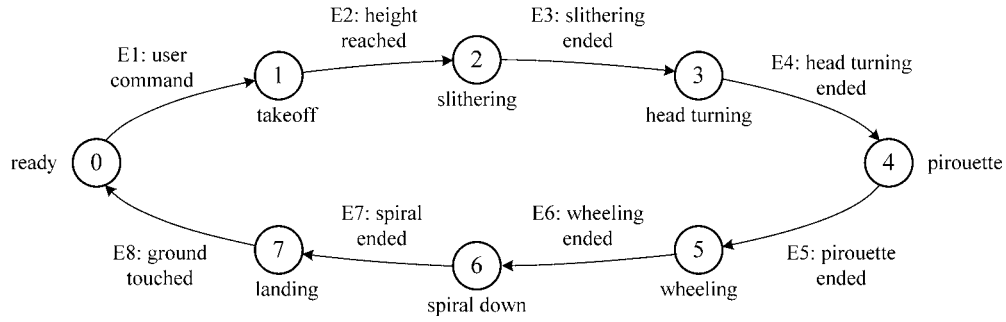 E1: user
command
E2: height
reached
E3: slithering
ended
E4: head turning
ended
1
takeoff
2
slithering
3
head turning
ready
0
4
pirouette
E8: ground
touched
7
landing
E7: spiral
ended
6
spiral down
E6: wheeling
ended
5
wheeling
E5: pirouette
ended